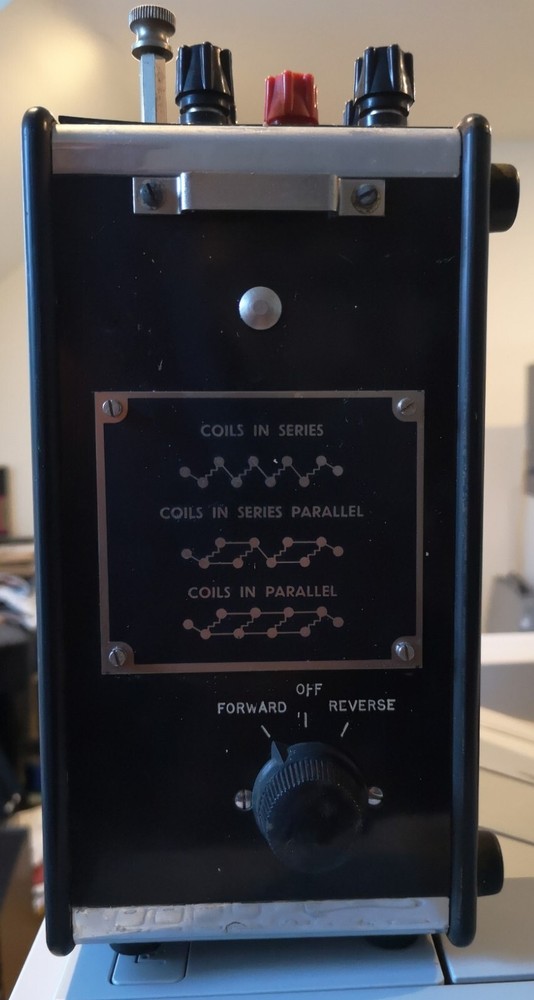 COILS IN SERIES
COILS IN SERIES PARALLEL
COILS IN PARALLEL
OFF
FORWARD REVERSE